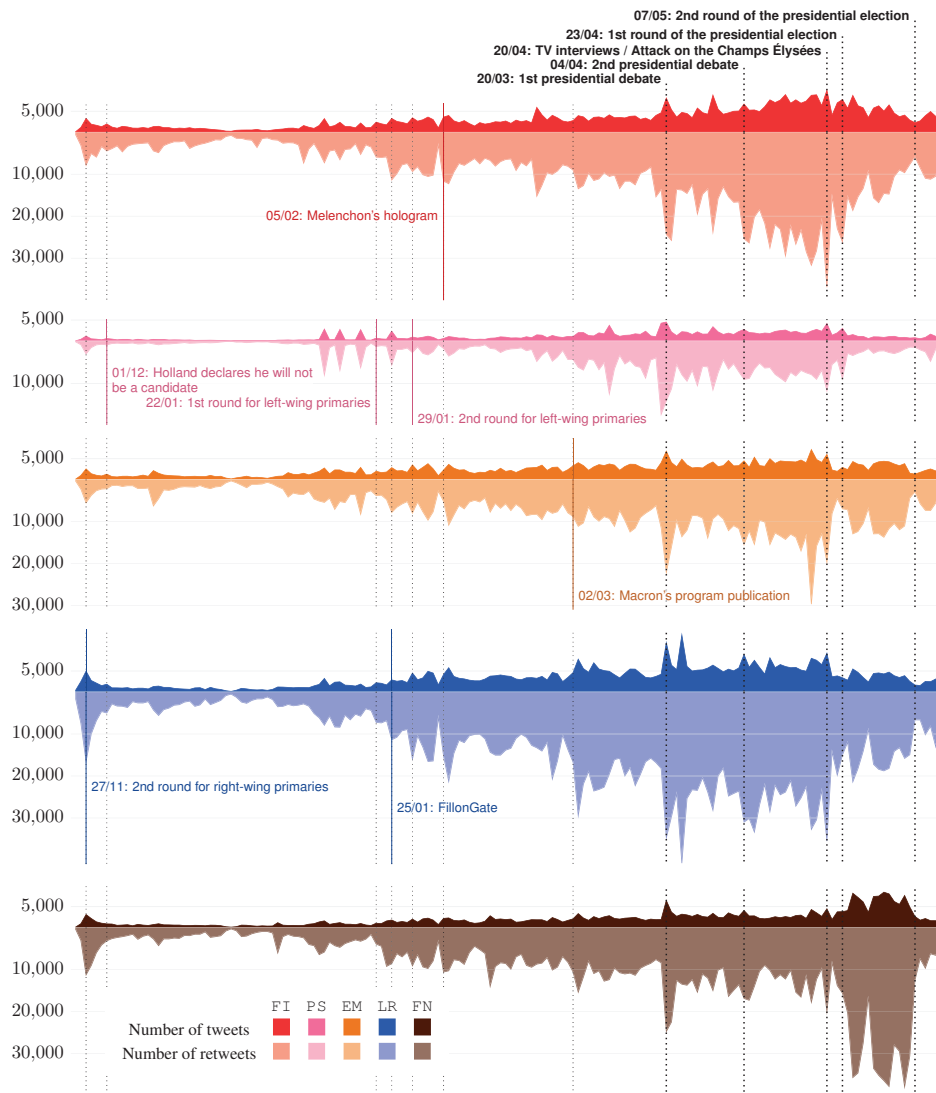 07/05: 2nd round of the presidential election
23/04: 1st round of the presidential election
20/04: TV interviews / Attack on the Champs Élysées
04/04: 2nd presidential debate
20/03: 1st presidential debate
5,000
10,000
20,000
30,000
05/02: Melenchon's hologram
5,000
10,000
01/12: Holland declares he will not
be a candidate
22/01: 1st round for left-wing primaries
29/01: 2nd round for left-wing primaries
5,000
10,000
20,000
30,000
02/03: Macron's program publication
5,000
10,000
20,000
30,000
27/11: 2nd round for right-wing primaries
25/01: FillonGate
5,000
10,000
20,000
30,000
FI PS EM LR FN
Number of tweets
Number of retweets